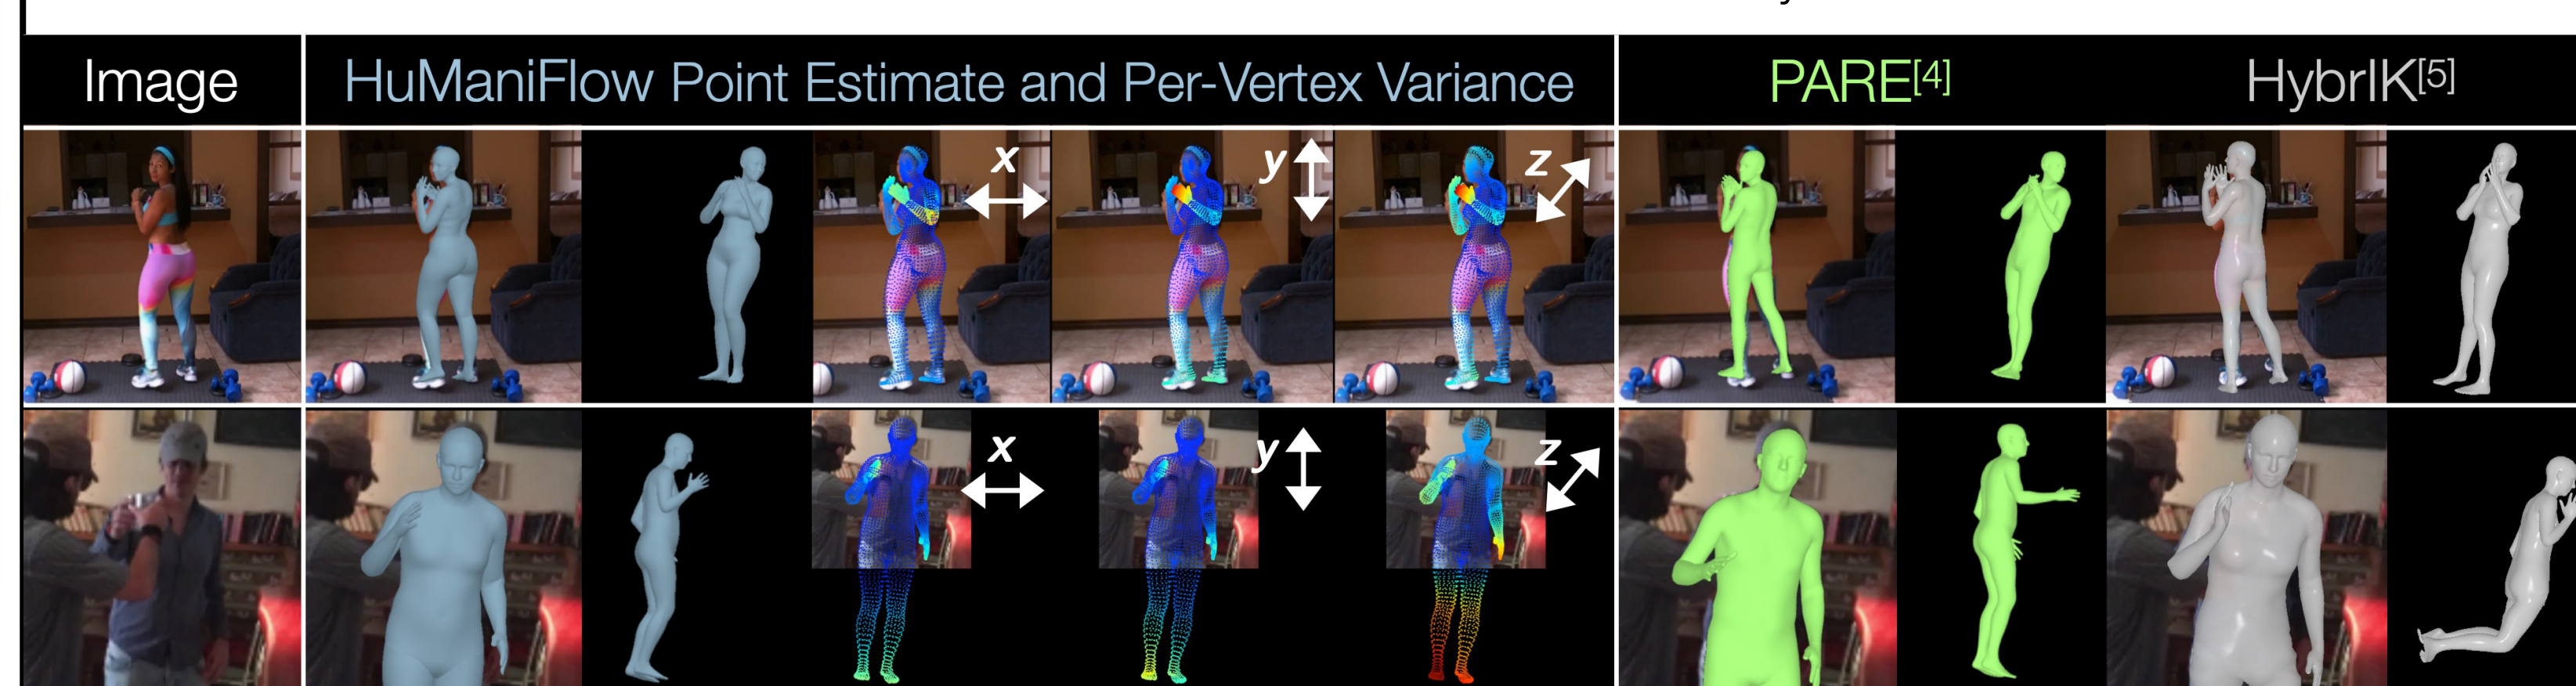 Image
HuManiFlow Point Estimate and Per-Vertex Variance
PARE[4]
HybrIK[5]
x
y
z
x
y
z